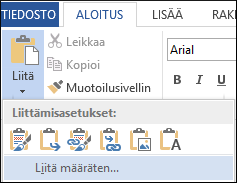 TIEDOSTO ALOITUS LISÄÄ
Leikkaa
Kopioi
Muotoilusivellin
Liitä
Arial
B I U
Liittämisasetukset:
A
Liitä määräten...